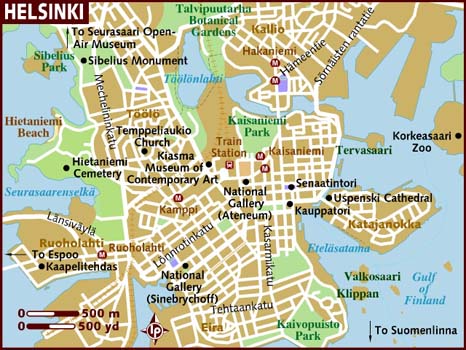 HELSINKI
To Seurasaari Open-
Air Museum
Talvipuutarha
Botanical
Gardens
Kallio
Hakaniemi
M
Hämeentie
Sörnäisten rantatie
Sibelius
Park
Sibelius Monument
Töölönlahti
M
Mechelininkatu
Hietaniemi
Beach
Töölö
Temppeliaukio
Church
Kaisaniemi
Park
Train
Station
Kaisaniemi
M
M
Tervasaari
Korkeasaari
Zoo
Kiasma
Museum of
Contemporary Art
Hietaniemi
Cemetery
Seurasaarenselkä
National
Gallery
(Ateneum)
Senaatintori
Uspenski Cathedral
Kauppatori
Katajanokka
M
Kamppi
Länsiväylä
Ruoholahti
Ruoholahti
M
To Espoo
Kaapelitehdas
Lönnrotinkatu
Kasarmikatu
Eteläsatama
National
Gallery
(Sinebrychoff)
Valkosaari
Klippan
Gulf
of
Finland
Tehtaankatu
500 m
500 yd
lp
Eira
Kaivopuisto
Park
To Suomenlinna